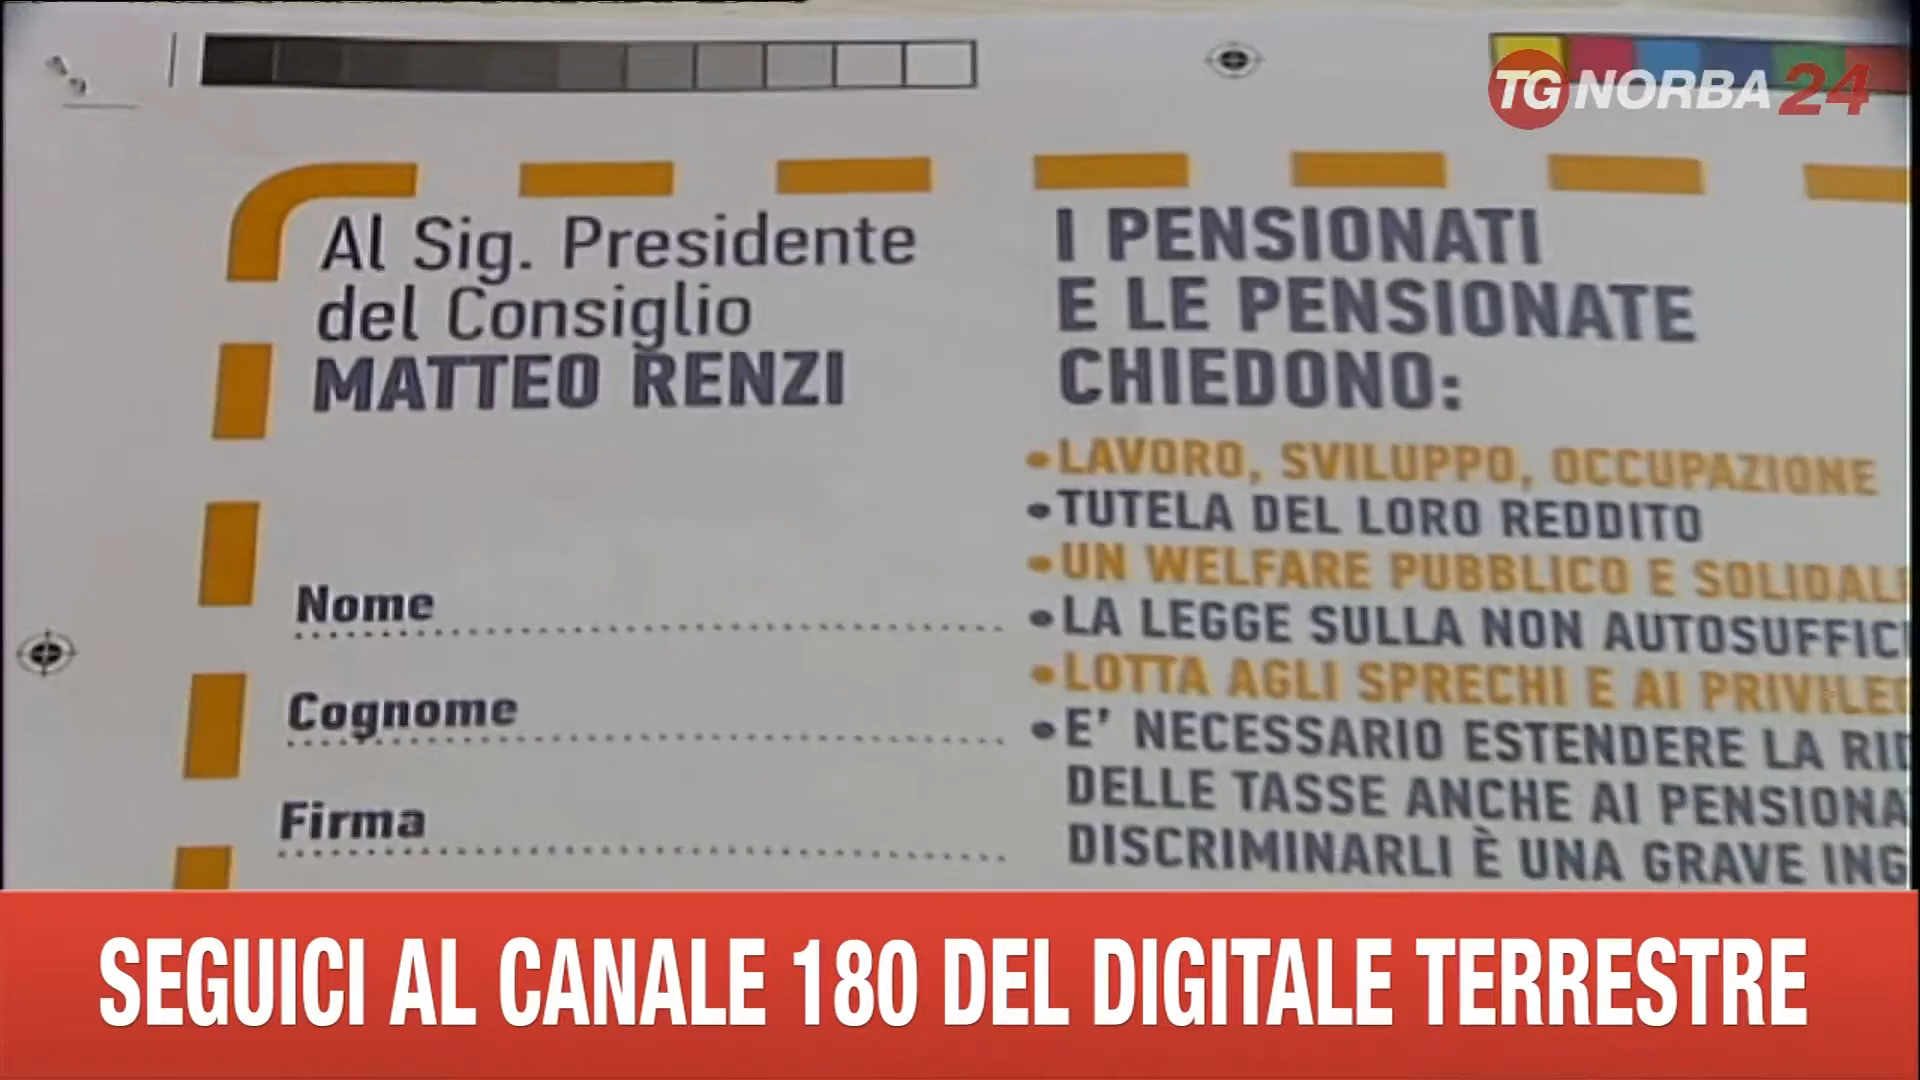 TG NORBA 24
Al Sig. Presidente
del Consiglio
MATTEO RENZI
Nome
Cognome
Firma
I PENSIONATI
E LE PENSIONATE
CHIEDONO:
•LAVORO, SVILUPPO, OCCUPAZIONE
•TUTELA DEL LORO REDDITO
•UN WELFARE PUBBLICO E SOLIDALE
•LA LEGGE SULLA NON
•LOTTA AGLI SPRECHI E AI
•E' NECESSARIO ESTENDERE LA
DELLE TASSE ANCHE AI
DISCRIMINARLI È UNA GRAVE
SEGUICI AL CANALE 180 DEL DIGITALE TERRESTRE